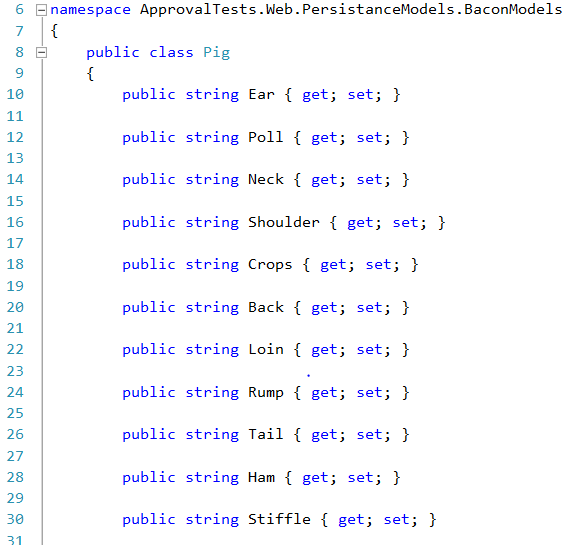 6 namespace ApprovalTests.Web.PersistanceModels.BaconModels
7 {
8 public class Pig
9 {
10 public string Ear { get; set; }
11
12 public string Poll { get; set; }
13
14 public string Neck { get; set; }
15
16 public string Shoulder { get; set; }
17
18 public string Crops { get; set; }
19
20 public string Back { get; set; }
21
22 public string Loin { get; set; }
23
24 public string Rump { get; set; }
25
26 public string Tail { get; set; }
27
28 public string Ham { get; set; }
29
30 public string Stiffle { get; set; }
31